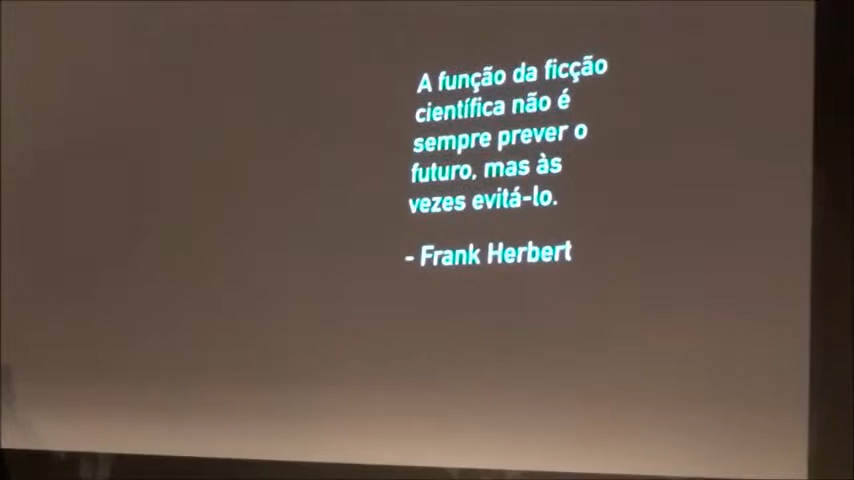 A função da ficção
científica não é
sempre prever o
futuro, mas às
vezes evitá-lo.
- Frank Herbert